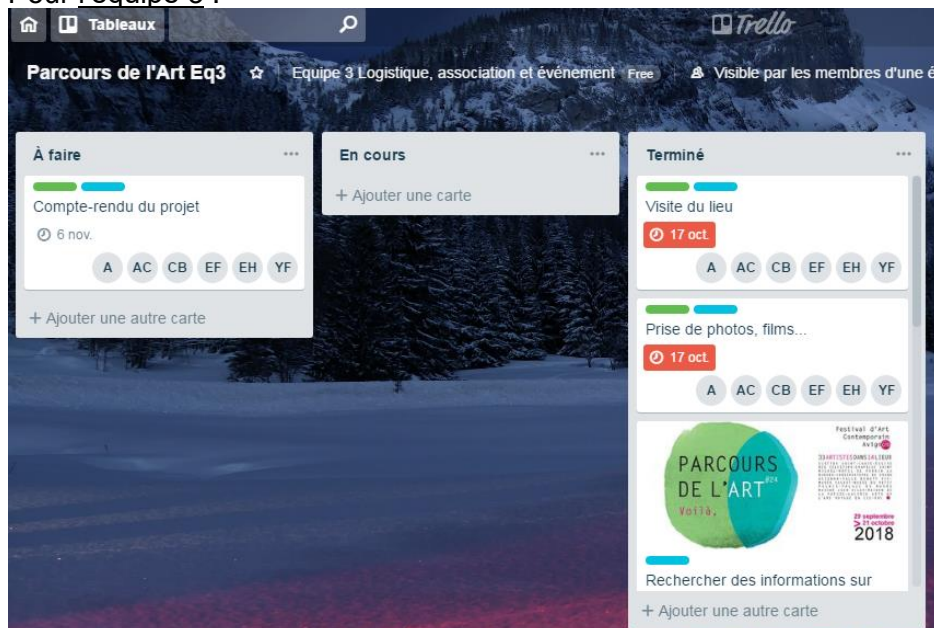 Pour l'équipe 3 :
Tableaux
Trello
Parcours de l'Art Eq3
Equipe 3 Logistique, association et événement
Free
Visible par les membres d'une é
À faire
Compte-rendu du projet
6 nov.
A AC CB EF EH YF
+ Ajouter une autre carte
En cours
+ Ajouter une carte
Terminé
Visite du lieu
17 oct.
A AC CB EF EH YF
Prise de photos, films...
17 oct.
A AC CB EF EH YF
PARCOURS
DE L'ART #24
Voilà,
Festival d'Art
Contemporain
Avignon
29 septembre
> 21 octobre
2018
Rechercher des informations sur
+ Ajouter une autre carte